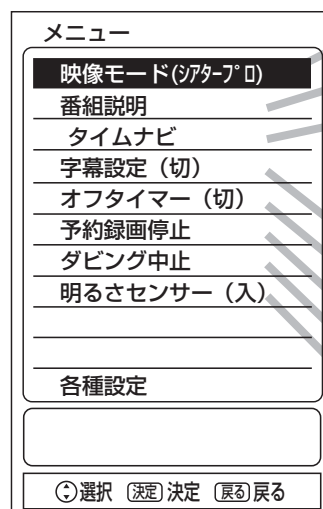 メニュー
映像モード(ｼｱﾀｰﾌﾟﾛ)
番組説明
タイムナビ
字幕設定（切）
オフタイマー（切）
予約録画停止
ダビング中止
明るさセンサー（入）
各種設定
選択 決定 決定 戻る 戻る